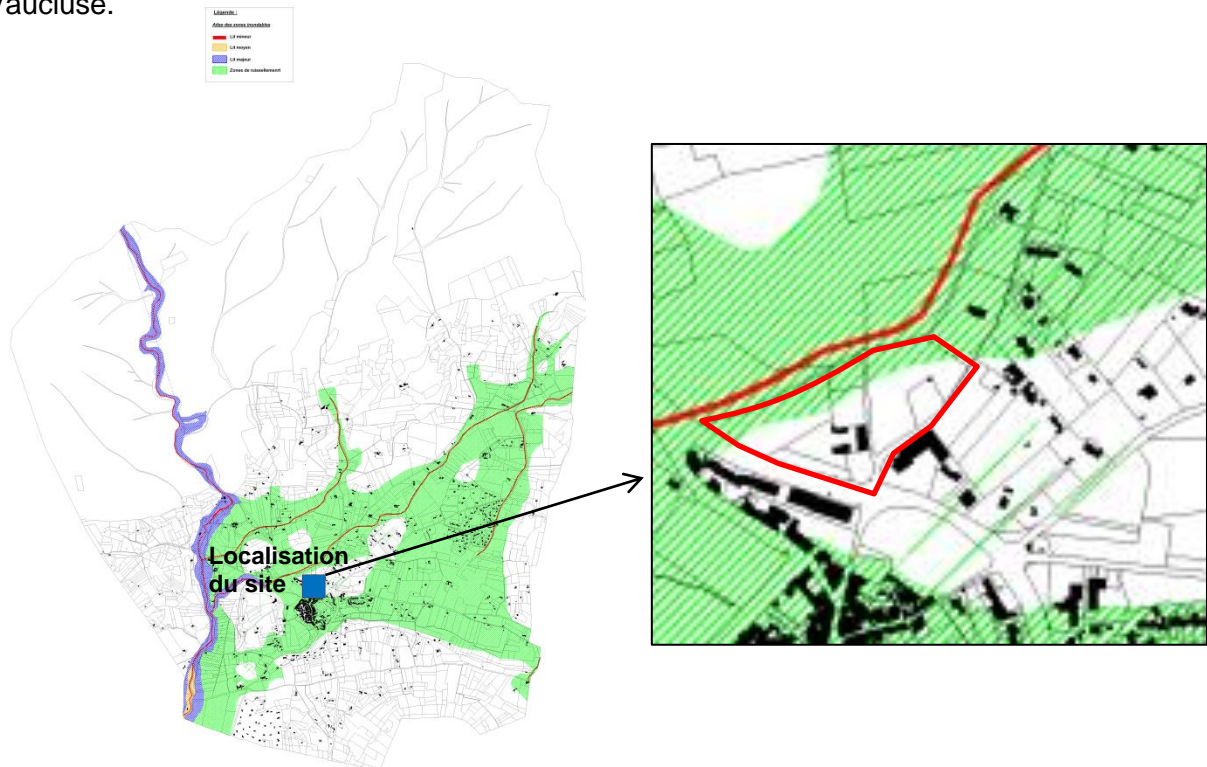 Vaucluse.
Légende :
Atlas des zones inondables
Lit mineur
Lit moyen
Lit majeur
Zones de ruissellement
Localisation
du site